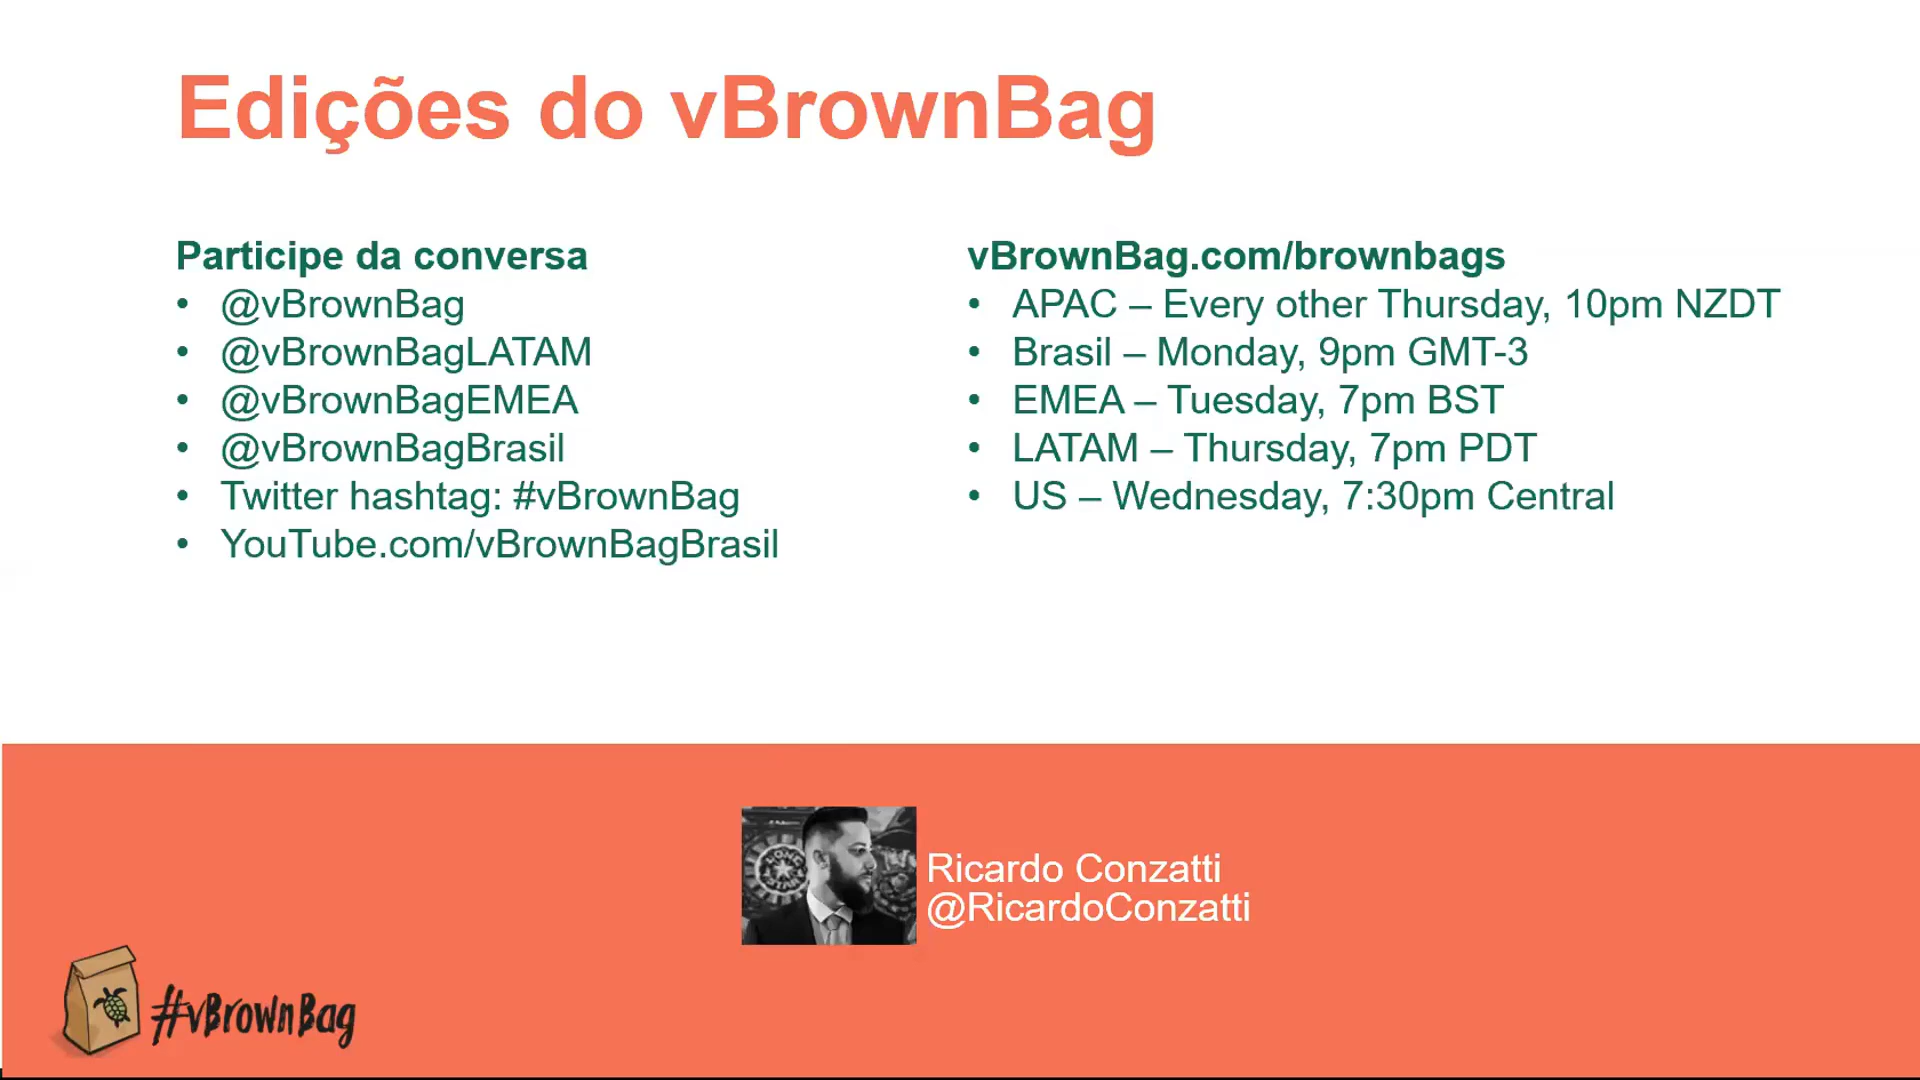 Edições do vBrownBag
Participe da conversa
• @vBrownBag
• @vBrownBagLATAM
• @vBrownBagEMEA
• @vBrownBagBrasil
• Twitter hashtag: #vBrownBag
• YouTube.com/vBrownBagBrasil
vBrownBag.com/brownbags
• APAC – Every other Thursday, 10pm NZDT
• Brasil – Monday, 9pm GMT-3
• EMEA – Tuesday, 7pm BST
• LATAM – Thursday, 7pm PDT
• US – Wednesday, 7:30pm Central
Ricardo Conzatti
@RicardoConzatti
#vBrownBag